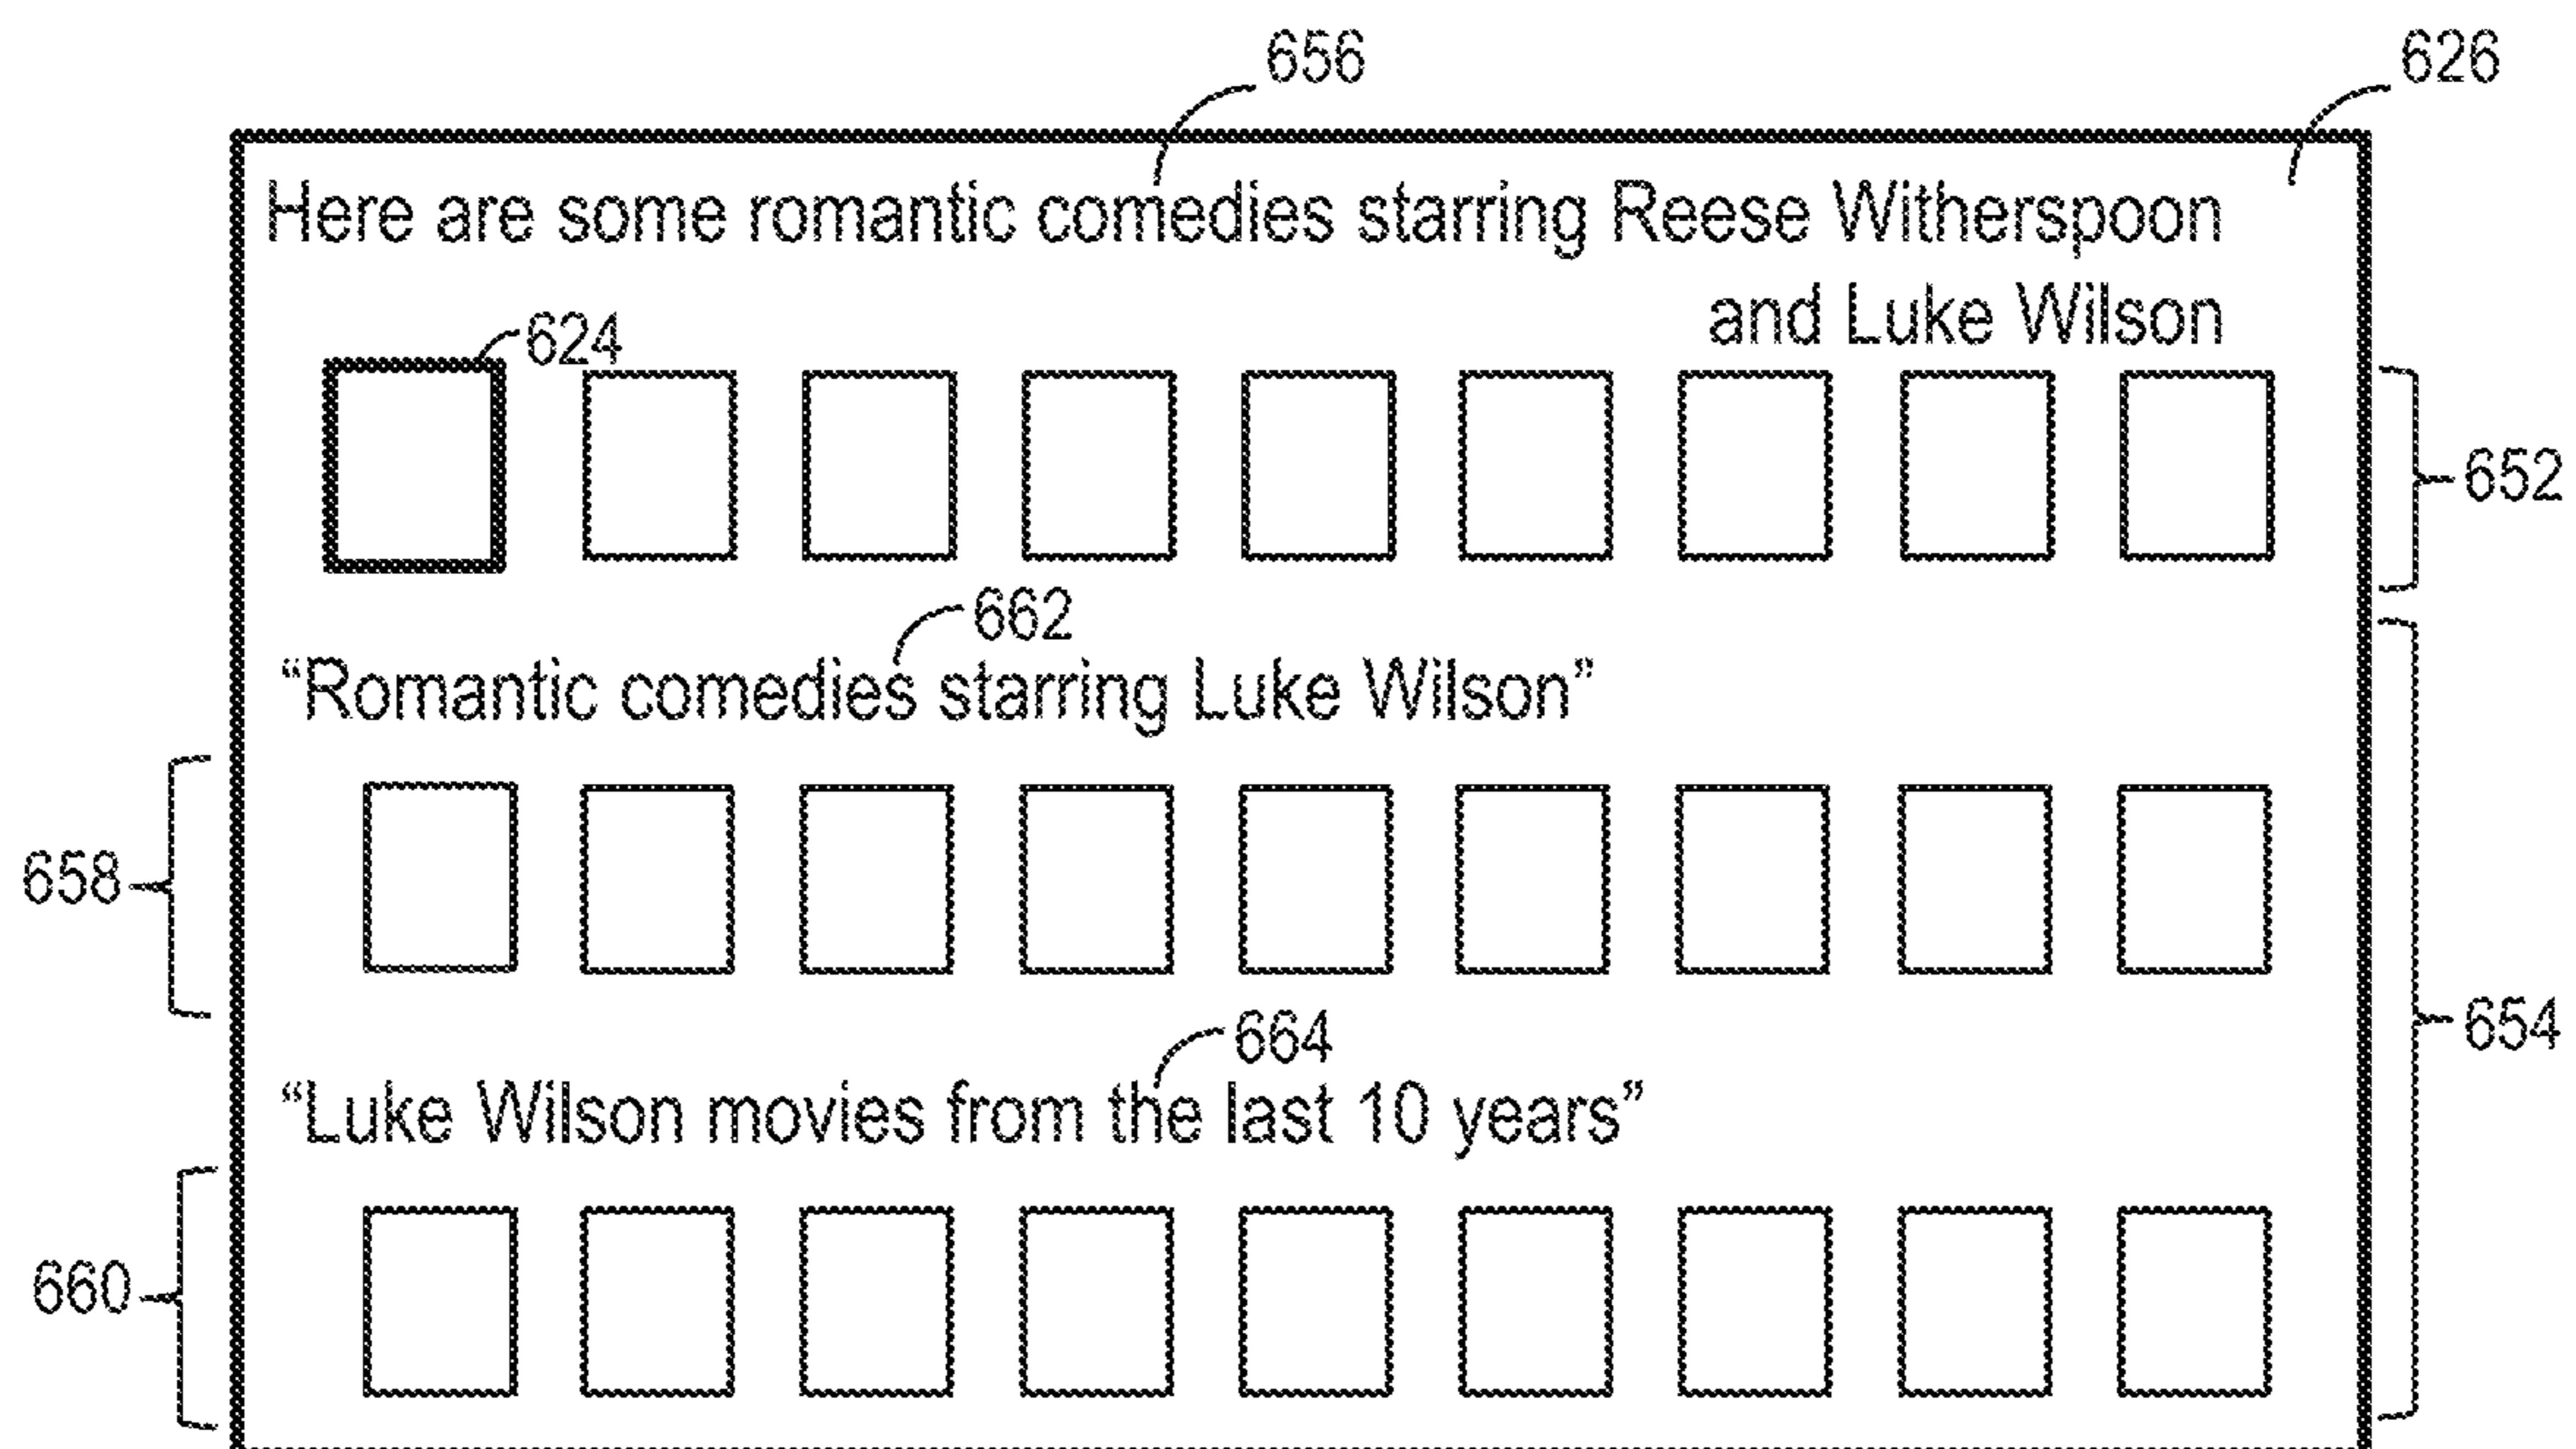 656
626
Here are some romantic comedies starring Reese Witherspoon
and Luke Wilson
624
652
662
“Romantic comedies starring Luke Wilson”
658
664
654
“Luke Wilson movies from the last 10 years”
660